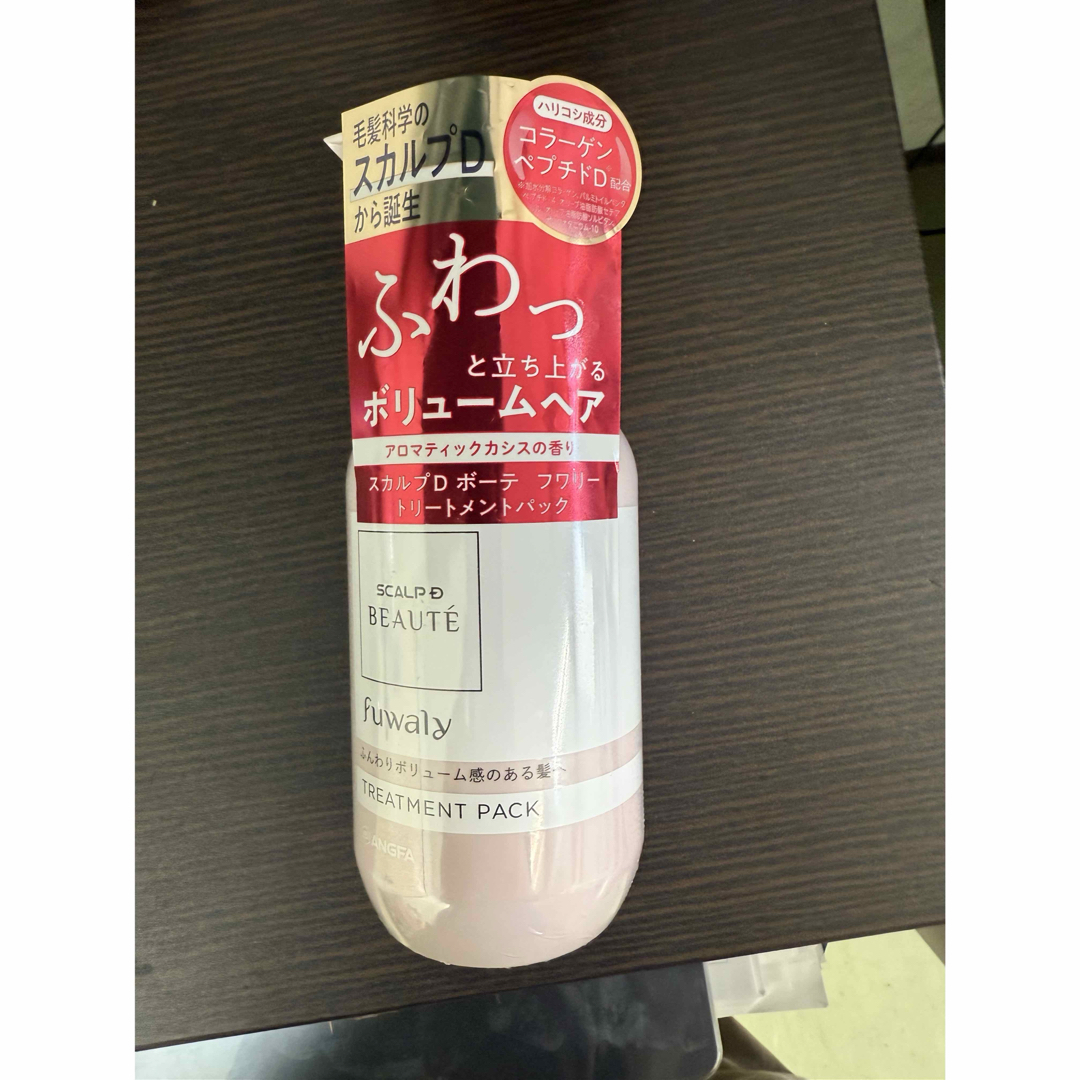 毛髪科学の
スカルプD
から誕生
ハリコシ成分
コラーゲン
ペプチドD 配合
ふわっ
と立ち上がる
ボリュームヘア
アロマティックカシスの香り
スカルプD ボーテ フワリー
トリートメントパック
SCALP D
BEAUTÉ
fuwaly
ふんわりボリューム感のある髪へ
TREATMENT PACK
ANGFA